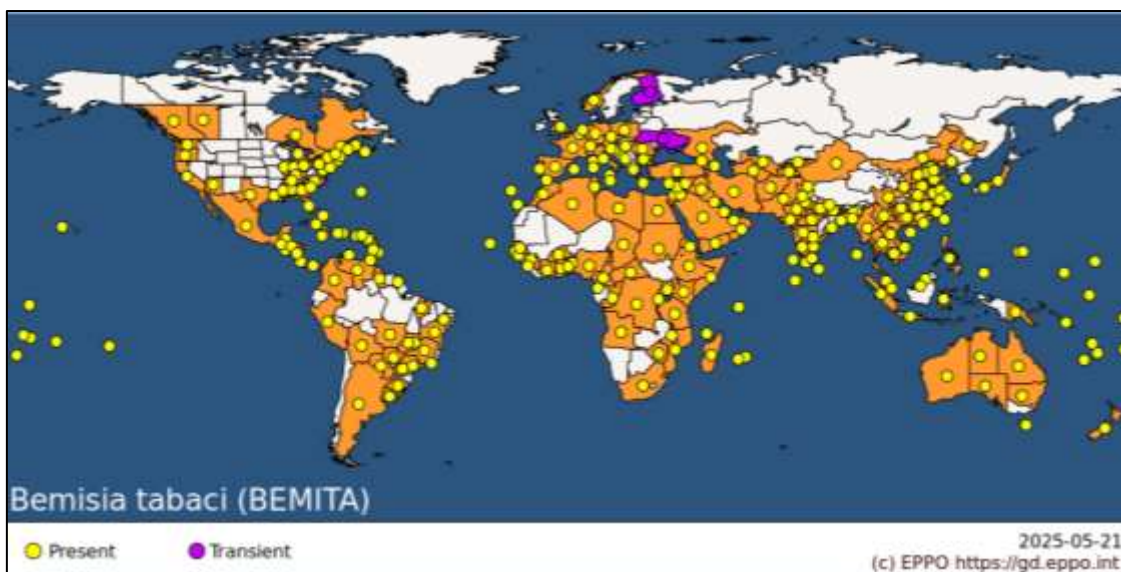 Bemisia tabaci (BEMITA)
Present
Transient
2025-05-21
(c) EPPO https://gd.eppo.int